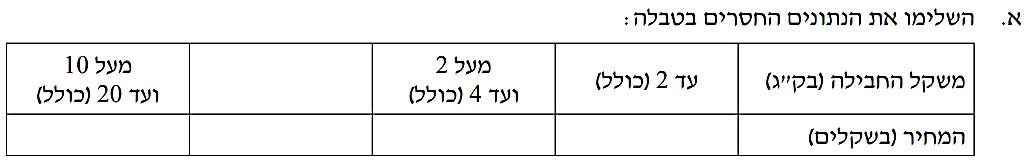 א. השלימו את הנתונים החסרים בטבלה:
משקל החבילה (בק״ג) עד 2 (כולל) מעל 2 ועד 4 (כולל) מעל 10 ועד 20 (כולל)
המחיר (בשקלים)